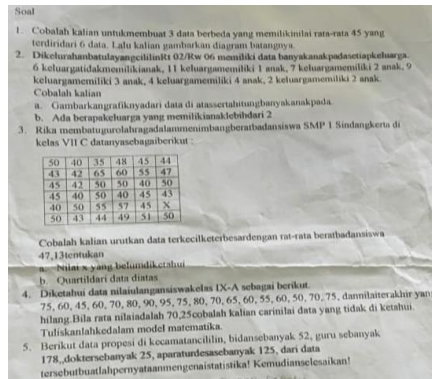 Soal
1. Cobalah kalian untukmembuat 3 data berbeda yang memilikinilai rata-rata 45 yang
terdiridari 6 data. Lalu kalian gambarkan diagram batangnya.
2. DikelurahanbatulayangcililinRt 02/Rw 06 memiliki data banyakanakpadasetiapkeluarga.
6 keluargatidakmemilikianak, 11 keluargamemiliki 1 anak, 7 keluargamemiliki 2 anak, 9
keluargamemiliki 3 anak, 4 keluargamemiliki 4 anak, 2 keluargamemiliki 2 anak.
Cobalah kalian
a. Gambarkangrafiknyadari data di atassertahitungbanyakanakpada.
b. Ada berapakeluarga yang memilikianaklebihdari 2
3. Rika membatugurolahragadalammenimbangberatbadansiswa SMP 1 Sindangkerta di
kelas VII C datanyasebagaiberikut :
50 40 35 48 45 44
43 42 65 60 55 47
45 42 50 50 40 50
45 40 50 40 45 43
40 50 55 57 45 X
50 43 44 49 51 50
Cobalah kalian urutkan data terkecilketerbesardengan rat-rata beratbadansiswa
47,13tentukan
a. Nilai x yang belumdiketahui
b. Quartildari data diatas
4. Diketahui data nilaiulangansiswakelas IX-A sebagai berikut.
75, 60, 45, 60, 70, 80, 90, 95, 75, 80, 70, 65, 60, 55, 60, 50, 70, 75, dannilaiterakhir yan
hilang.Bila rata nilaiadalah 70,25cobalah kalian carinilai data yang tidak di ketahui.
Tuliskanlahkedalam model matematika.
5. Berikut data propesi di kecamatancililin, bidansebanyak 52, guru sebanyak
178,,doktersebanyak 25, aparaturdesasebanyak 125, dari data
tersebutbuatlahpernyataanmengenaistatistika! Kemudianselesaikan!